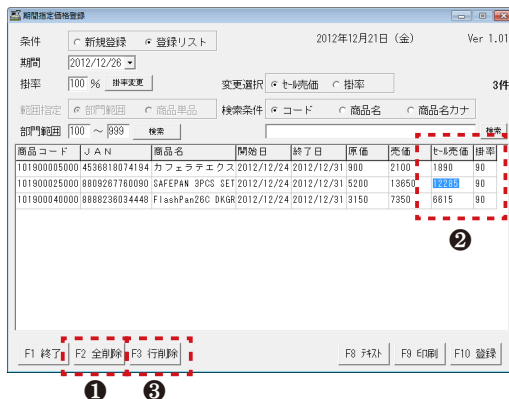 期間指定価格登録
条件 新規登録 登録リスト 2012年12月21日（金） Ver 1.01
期間 2012/12/26
掛率 100 % 掛率変更 変更選択 ｾｰﾙ売価 掛率 3件
範囲指定 部門範囲 商品単品 検索条件 コード 商品名 商品名カナ
部門範囲 100 ～ 999 検索 検索
商品コード ＪＡＮ 商品名 開始日 終了日 原価 売価 ｾｰﾙ売価 掛率
101900005000 4536818074194 カフェラテエクス 2012/12/24 2012/12/31 900 2100 1890 90
101900025000 8809267760090 SAFEPAN 3PCS SET 2012/12/24 2012/12/31 5200 13650 12285 90
101900040000 8888236034448 FlashPan26C DKGR 2012/12/24 2012/12/31 3150 7350 6615 90
❷
F1 終了 F2 全削除 F3 行削除 F8 ﾃｷｽﾄ F9 印刷 F10 登録
❶ ❸